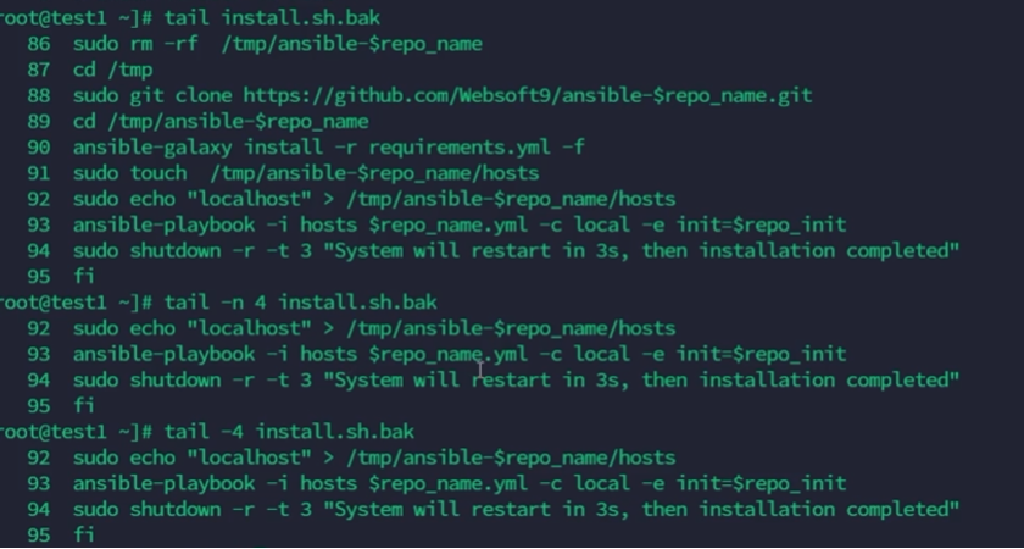 root@test1 ~]# tail install.sh.bak
86 sudo rm -rf /tmp/ansible-$repo_name
87 cd /tmp
88 sudo git clone https://github.com/Websoft9/ansible-$repo_name.git
89 cd /tmp/ansible-$repo_name
90 ansible-galaxy install -r requirements.yml -f
91 sudo touch /tmp/ansible-$repo_name/hosts
92 sudo echo "localhost" > /tmp/ansible-$repo_name/hosts
93 ansible-playbook -i hosts $repo_name.yml -c local -e init=$repo_init
94 sudo shutdown -r -t 3 "System will restart in 3s, then installation completed"
95 fi
root@test1 ~]# tail -n 4 install.sh.bak
92 sudo echo "localhost" > /tmp/ansible-$repo_name/hosts
93 ansible-playbook -i hosts $repo_name.yml -c local -e init=$repo_init
94 sudo shutdown -r -t 3 "System will restart in 3s, then installation completed"
95 fi
root@test1 ~]# tail -4 install.sh.bak
92 sudo echo "localhost" > /tmp/ansible-$repo_name/hosts
93 ansible-playbook -i hosts $repo_name.yml -c local -e init=$repo_init
94 sudo shutdown -r -t 3 "System will restart in 3s, then installation completed"
95 fi